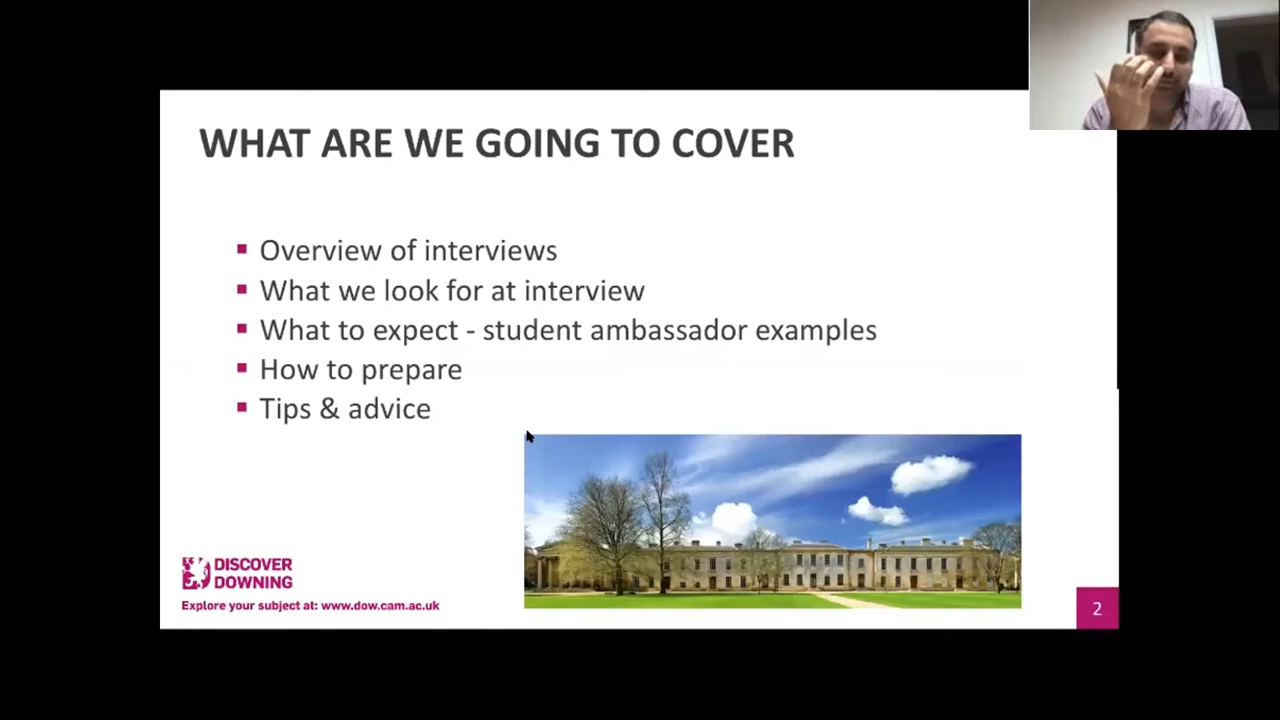 WHAT ARE WE GOING TO COVER
Overview of interviews
What we look for at interview
What to expect - student ambassador examples
How to prepare
Tips & advice
DISCOVER
DOWNING
Explore your subject at: www.dow.cam.ac.uk
2